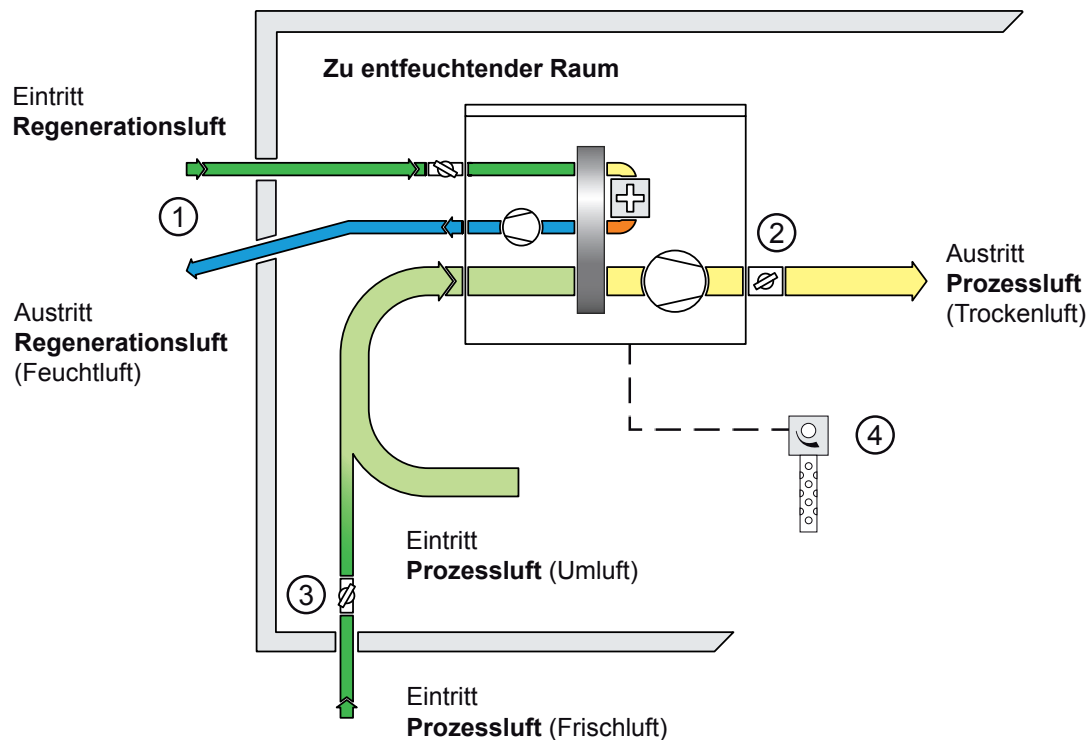 Zu entfeuchtender Raum
Eintritt
Regenerationsluft
1
Austritt
Regenerationsluft
(Feuchtluft)
2
Austritt
Prozessluft
(Trockenluft)
4
Eintritt
Prozessluft (Umluft)
3
Eintritt
Prozessluft (Frischluft)